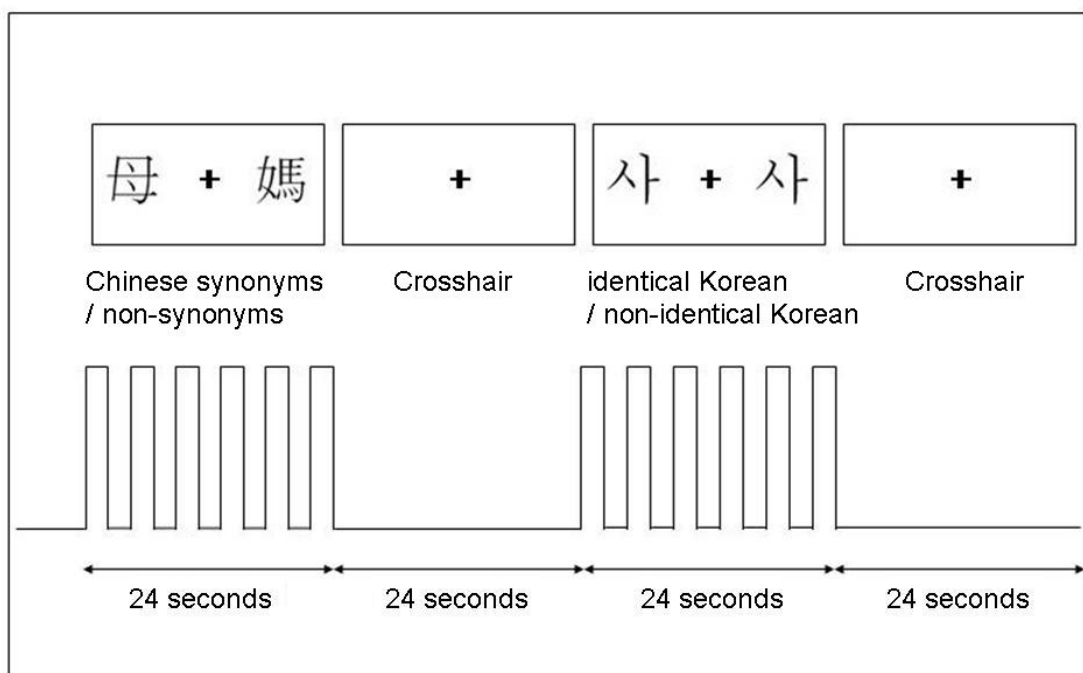 母 + 媽
+
사 + 사
+
Chinese synonyms
/ non-synonyms
Crosshair
identical Korean
/ non-identical Korean
Crosshair
24 seconds
24 seconds
24 seconds
24 seconds